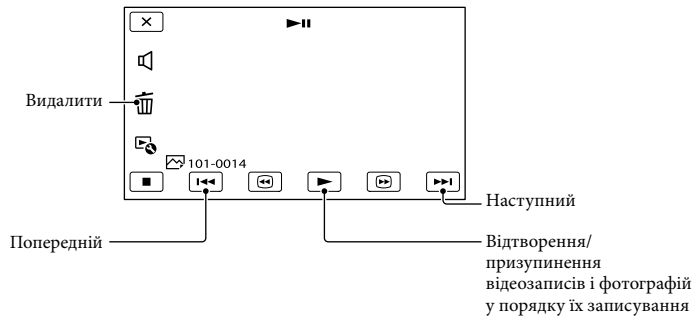 Видалити
101-0014
Наступний
Попередній
Відтворення/
призупинення
відеозаписів і фотографій
у порядку їх записування